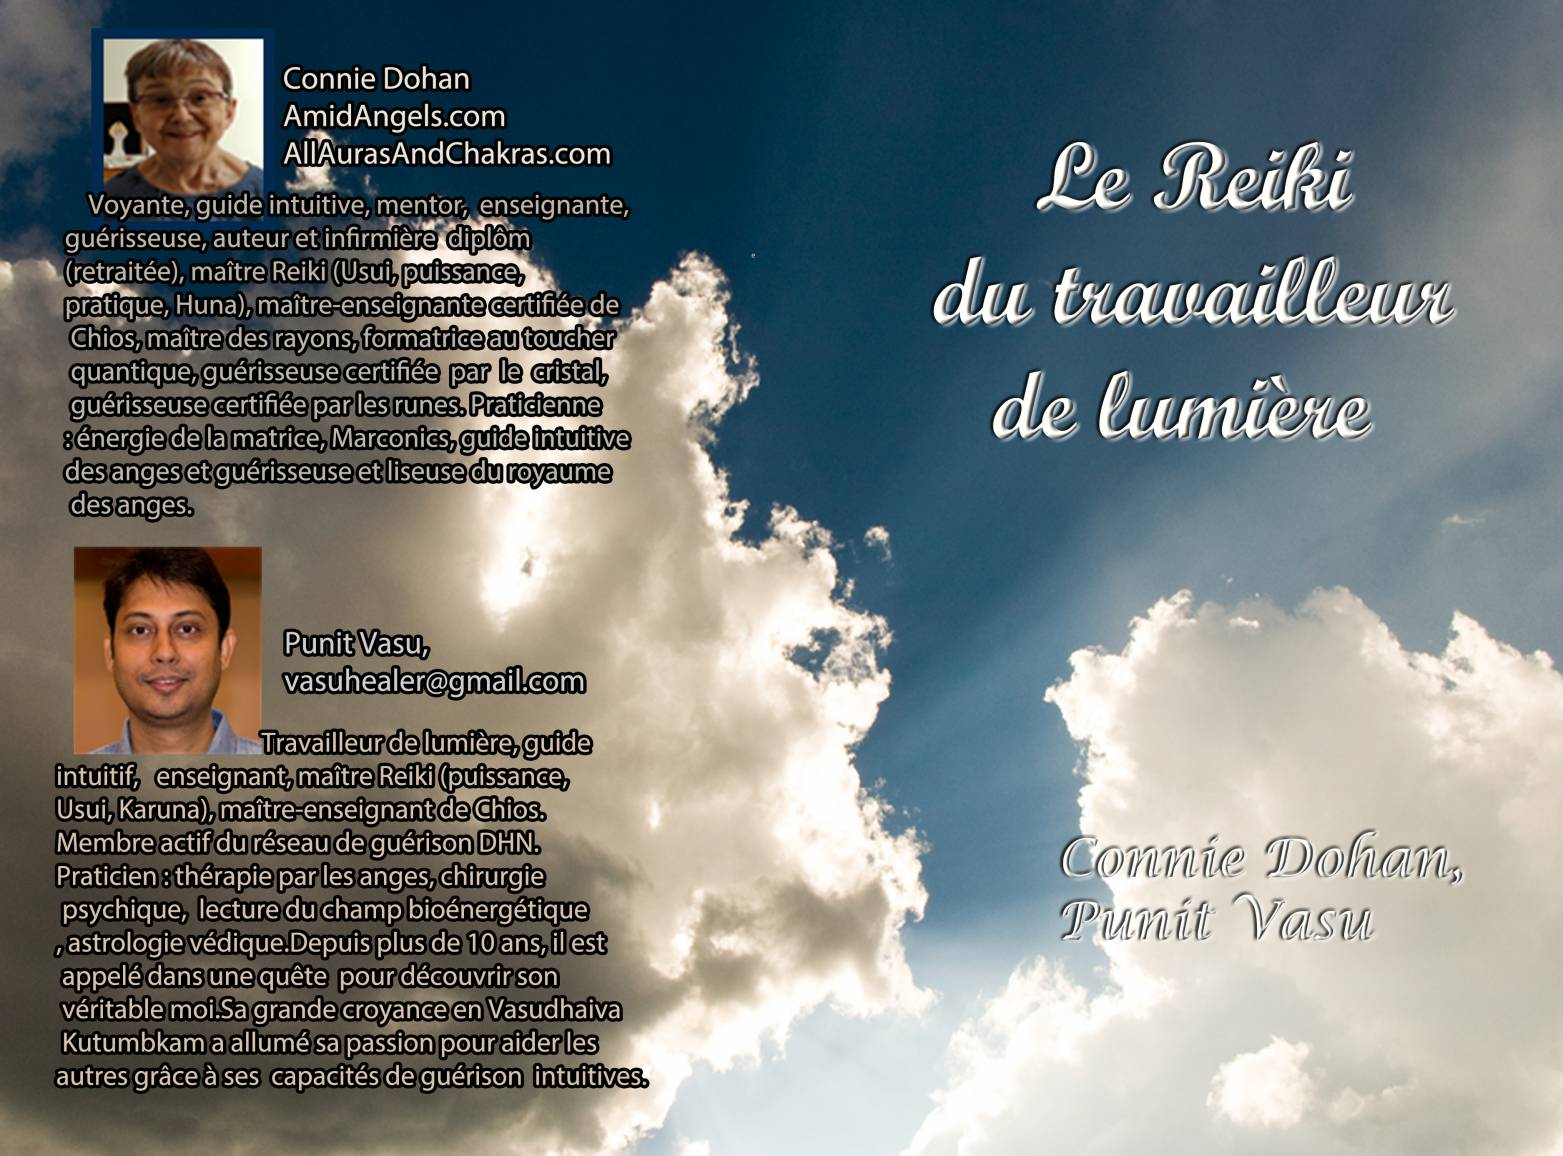 Connie Dohan
AmidAngels.com
AllAurasAndChakras.com
Voyante, guide intuitive, mentor, enseignante,
guérisseuse, auteur et infirmière diplôm
(retraitée), maître Reiki (Usui, puissance,
pratique, Huna), maître-enseignante certifiée de
Chios, maître des rayons, formatrice au toucher
quantique, guérisseuse certifiée par le cristal,
guérisseuse certifiée par les runes. Praticienne
: énergie de la matrice, Marconics, guide intuitive
des anges et guérisseuse et liseuse du royaume
des anges.
Punit Vasu,
vasuhealer@gmail.com
Travailleur de lumière, guide
intuitif, enseignant, maître Reiki (puissance,
Usui, Karuna), maître-enseignant de Chios.
Membre actif du réseau de guérison DHN.
Praticien : thérapie par les anges, chirurgie
psychique, lecture du champ bioénergétique
, astrologie védique.Depuis plus de 10 ans, il est
appelé dans une quête pour découvrir son
véritable moi.Sa grande croyance en Vasudhaiva
Kutumbkam a allumé sa passion pour aider les
autres grâce à ses capacités de guérison intuitives.
Le Reiki
du travailleur
de lumière
Connie Dohan,
Punit Vasu